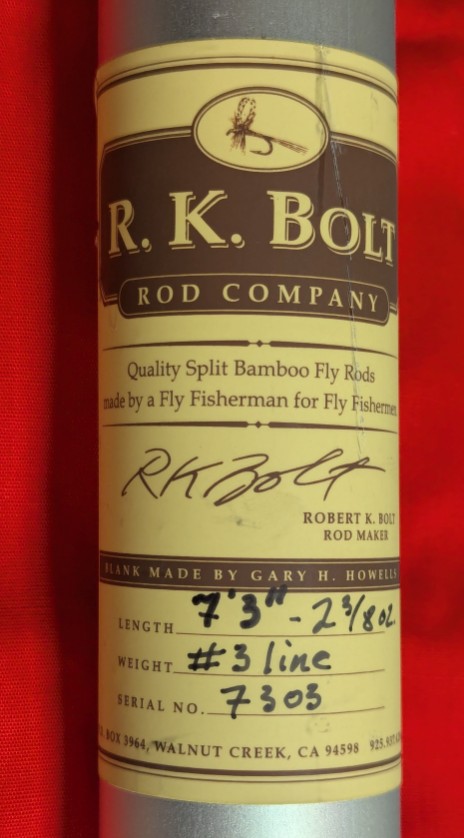 R. K. BOLT
ROD COMPANY
Quality Split Bamboo Fly Rods
made by a Fly Fisherman for Fly Fishermen
RK Bolt
ROBERT K. BOLT
ROD MAKER
BLANK MADE BY GARY H. HOWELLS
LENGTH 7'3" - 2 3/8 oz.
WEIGHT #3 line
SERIAL NO. 7303
BOX 3964, WALNUT CREEK, CA 94598